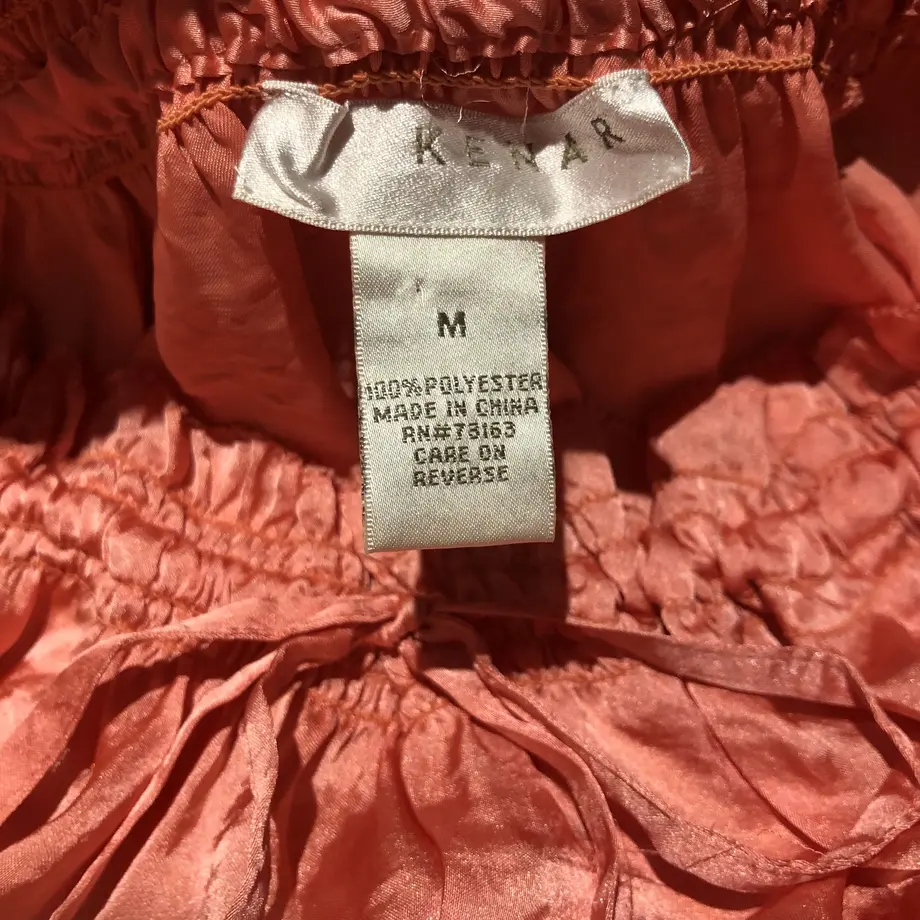 KENAR
M
100% POLYESTER
MADE IN CHINA
RN#73163
CARE ON
REVERSE